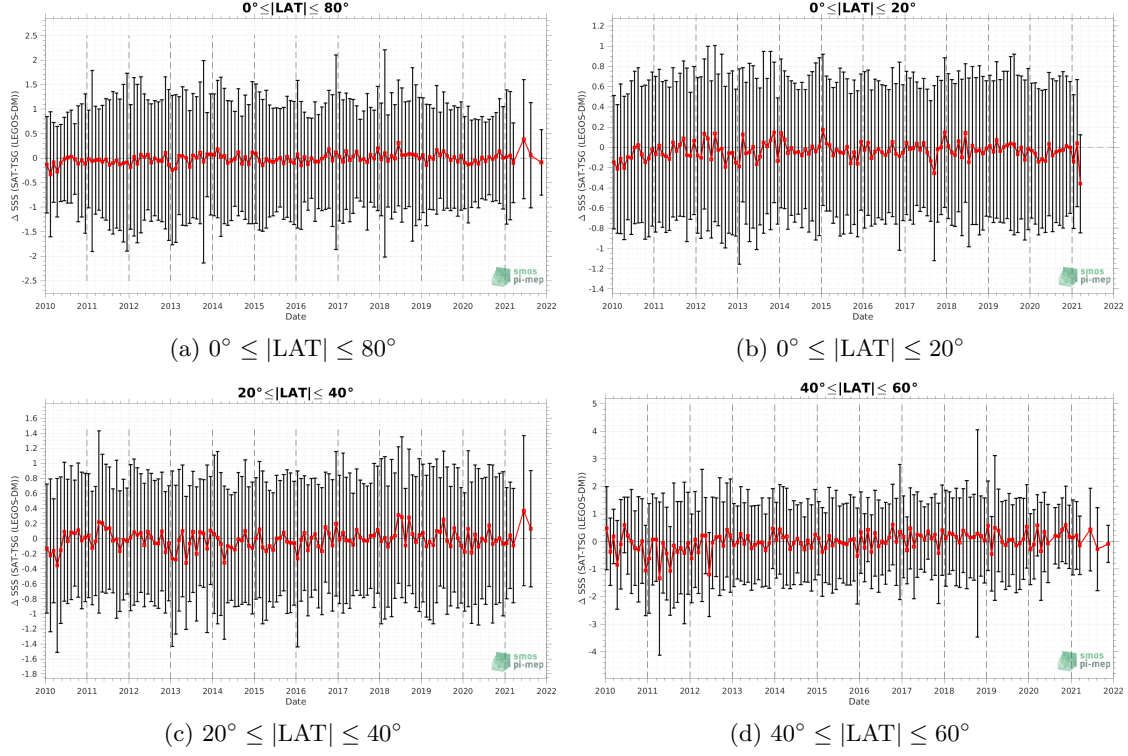 0°≤|LAT|≤ 80°
Δ SSS (SAT-TSG (LEGOS-DM))
2.5
2
1.5
1
0.5
0
-0.5
-1
-1.5
-2
-2.5
2010 2011 2012 2013 2014 2015 2016 2017 2018 2019 2020 2021 2022
Date
smos
pi-mep
(a) 0° ≤ |LAT| ≤ 80°
0°≤|LAT|≤ 20°
Δ SSS (SAT-TSG (LEGOS-DM))
1.2
1
0.8
0.6
0.4
0.2
0
-0.2
-0.4
-0.6
-0.8
-1
-1.2
-1.4
2010 2011 2012 2013 2014 2015 2016 2017 2018 2019 2020 2021 2022
Date
smos
pi-mep
(b) 0° ≤ |LAT| ≤ 20°
20°≤|LAT|≤ 40°
Δ SSS (SAT-TSG (LEGOS-DM))
1.6
1.4
1.2
1
0.8
0.6
0.4
0.2
0
-0.2
-0.4
-0.6
-0.8
-1
-1.2
-1.4
-1.6
-1.8
2010 2011 2012 2013 2014 2015 2016 2017 2018 2019 2020 2021 2022
Date
smos
pi-mep
(c) 20° ≤ |LAT| ≤ 40°
40°≤|LAT|≤ 60°
Δ SSS (SAT-TSG (LEGOS-DM))
5
4
3
2
1
0
-1
-2
-3
-4
2010 2011 2012 2013 2014 2015 2016 2017 2018 2019 2020 2021 2022
Date
smos
pi-mep
(d) 40° ≤ |LAT| ≤ 60°